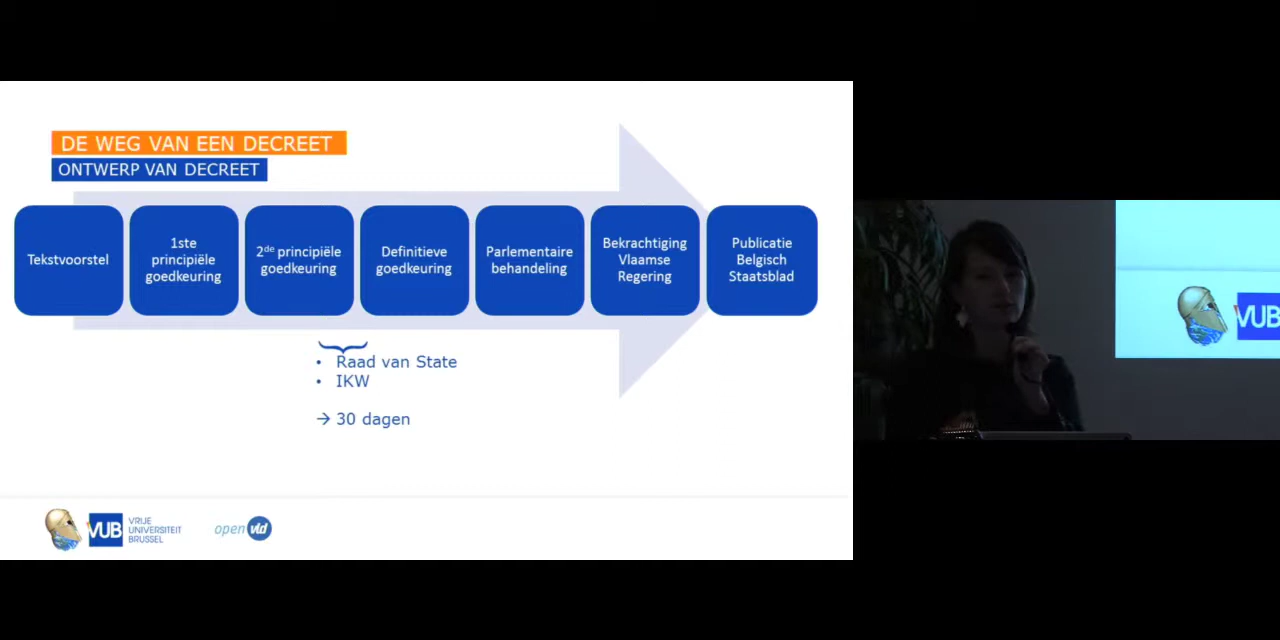 DE WEG VAN EEN DECREET
ONTWERP VAN DECREET
Tekstvoorstel
1ste
principiële
goedkeuring
2de principiële
goedkeuring
Definitieve
goedkeuring
Parlementaire
behandeling
Bekrachtiging
Vlaamse
Regering
Publicatie
Belgisch
Staatsblad
• Raad van State
• IKW
→ 30 dagen
VUB
VRIJE
UNIVERSITEIT
BRUSSEL
open vld
VUB